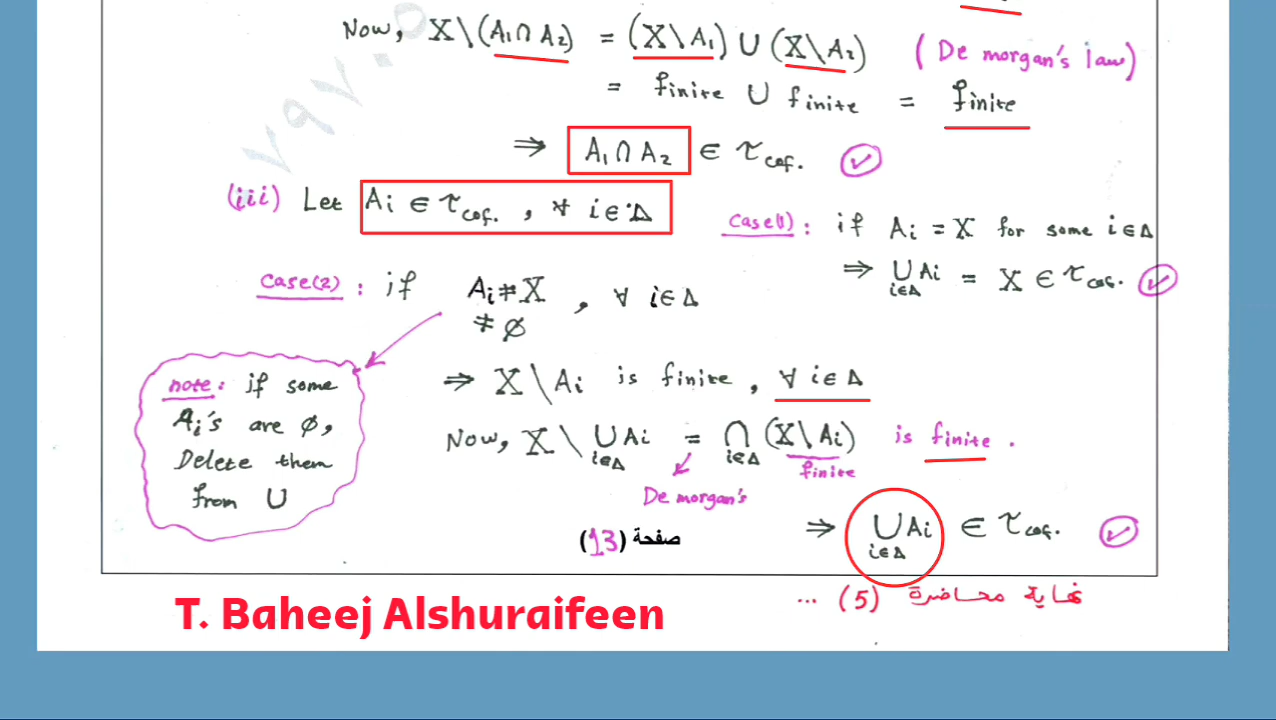 Now, X \ (A₁ ∩ A₂) = (X \ A₁) ∪ (X \ A₂) (De morgan's law)
= finite ∪ finite = finite
⇒ A₁ ∩ A₂ ∈ τcof. ✓
(iii) Let Ai ∈ τcof. , ∀ i ∈ Δ
Case(1): if Ai = X for some i ∈ Δ
⇒ ∪ Ai = X ∈ τcof. ✓
i∈Δ
Case(2): if Ai ≠ X , ∀ i ∈ Δ
≠ ∅
note: if some
Ai's are ∅,
Delete them
from ∪
⇒ X \ Ai is finite , ∀ i ∈ Δ
Now, X \ ∪ Ai = ∩ (X \ Ai) is finite .
i∈Δ i∈Δ finite
De morgan's
⇒ ∪ Ai ∈ τcof. ✓
i∈Δ
صفحة (13)
نهاية محاضرة (5) ...
T. Baheej Alshuraifeen